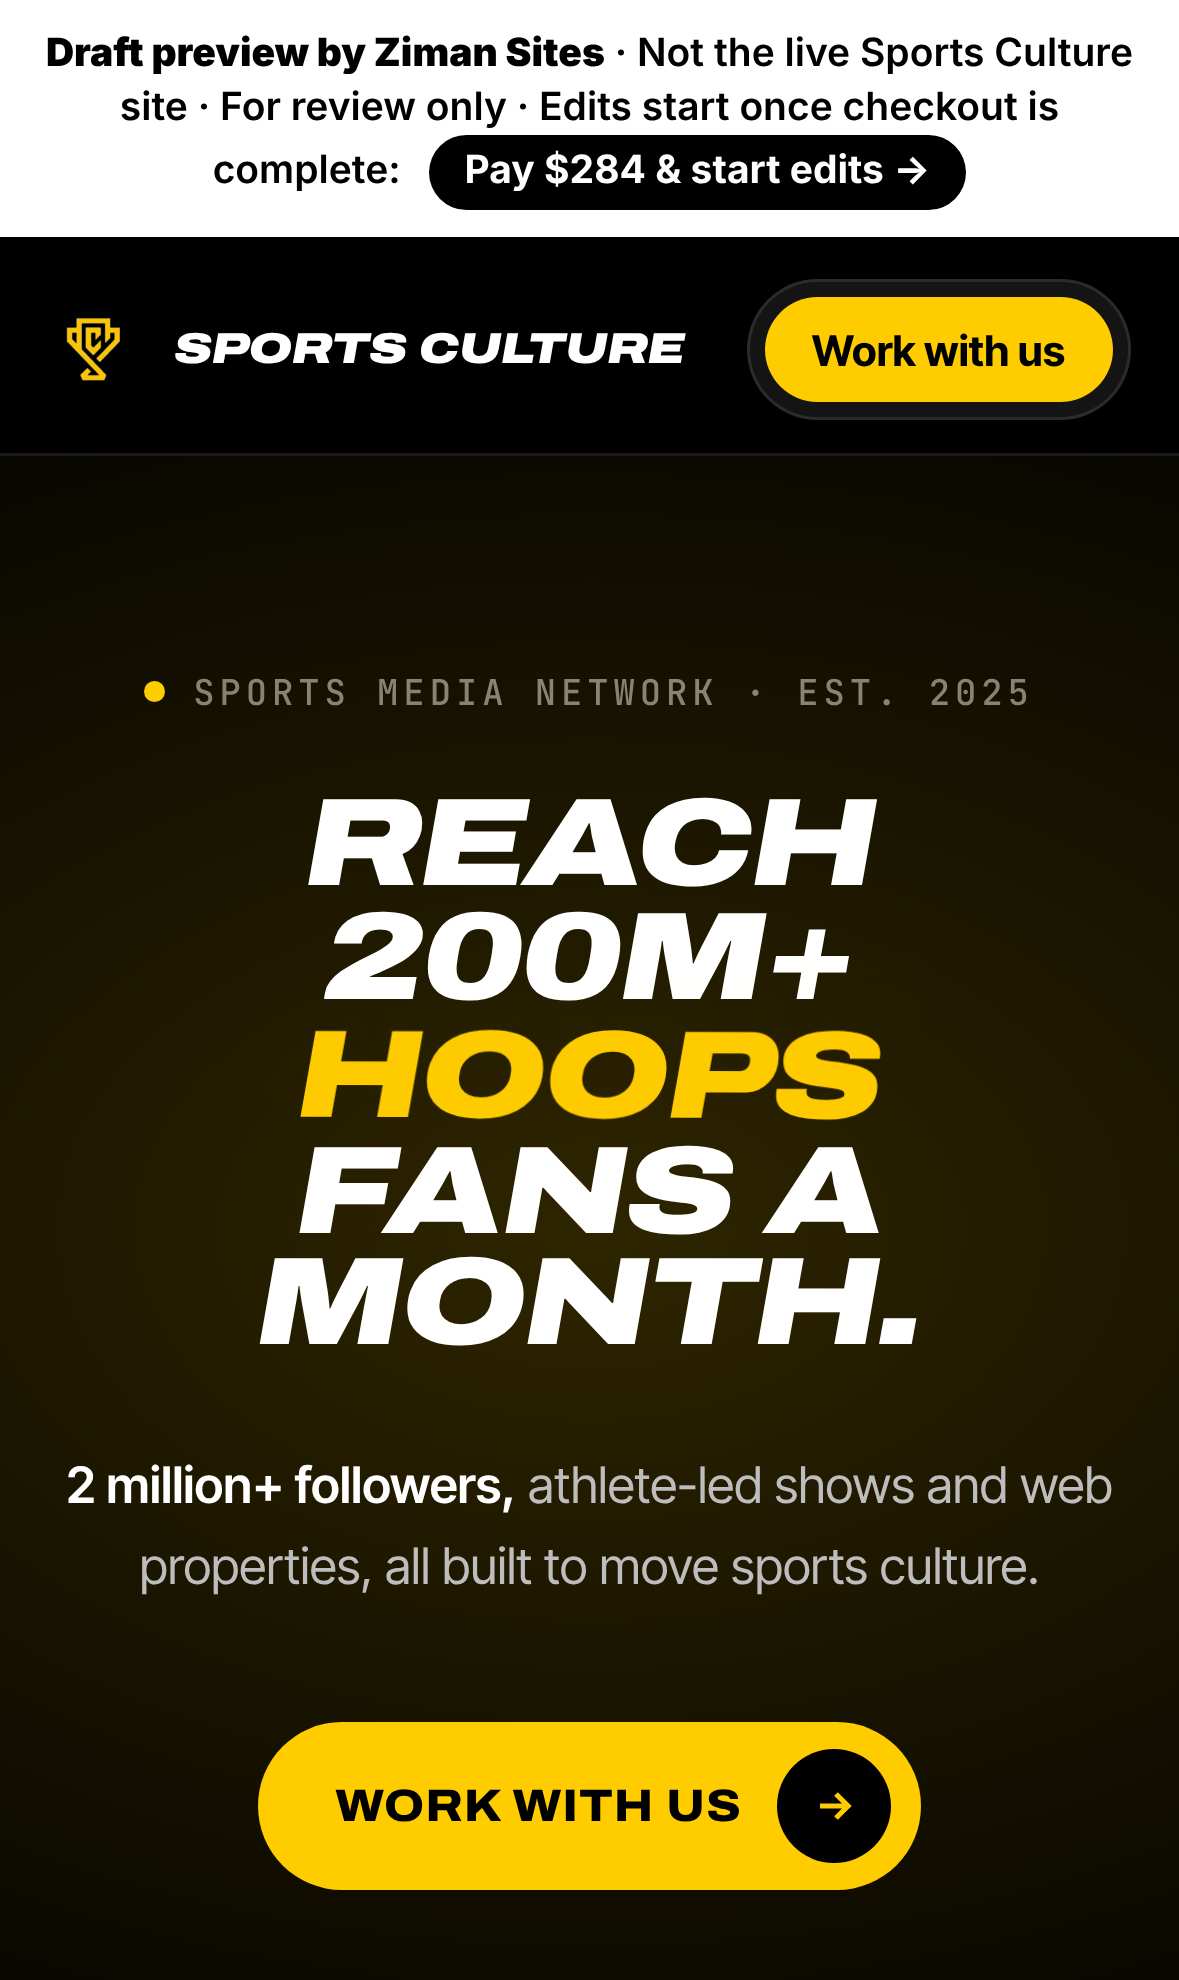 Draft preview by Ziman Sites · Not the live Sports Culture
site · For review only · Edits start once checkout is
complete: Pay $284 & start edits →
SPORTS CULTURE Work with us
SPORTS MEDIA NETWORK · EST. 2025
REACH
200M+
HOOPS
FANS A
MONTH.
2 million+ followers, athlete-led shows and web
properties, all built to move sports culture.
WORK WITH US →